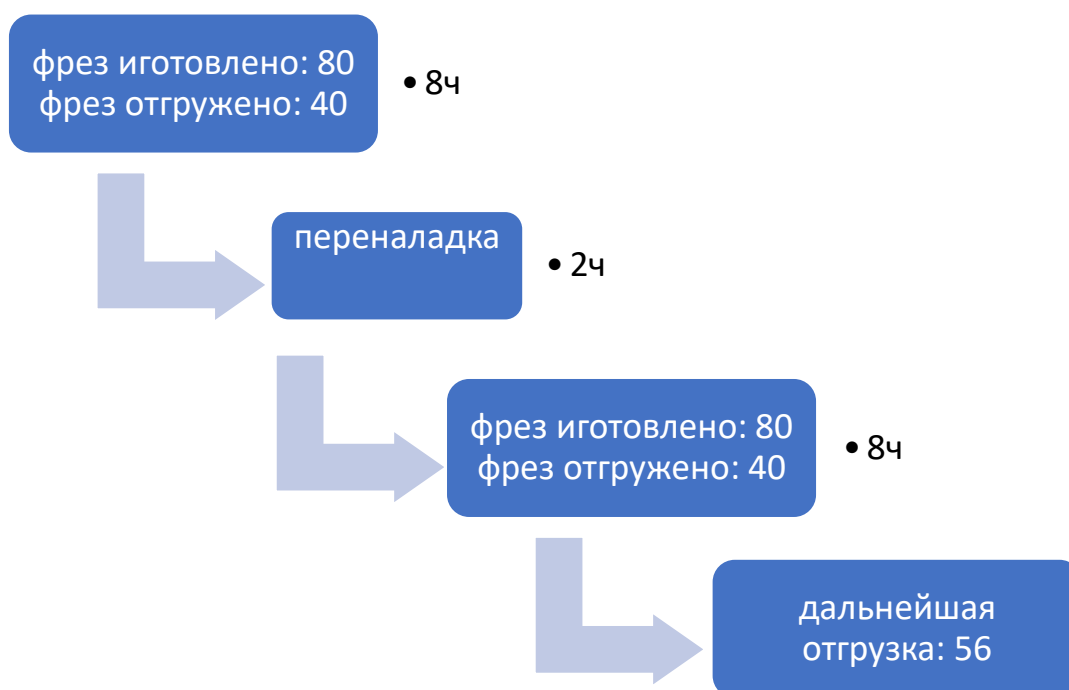 фрез иготовлено: 80
фрез отгружено: 40
• 8ч
переналадка
• 2ч
фрез иготовлено: 80
фрез отгружено: 40
• 8ч
дальнейшая
отгрузка: 56